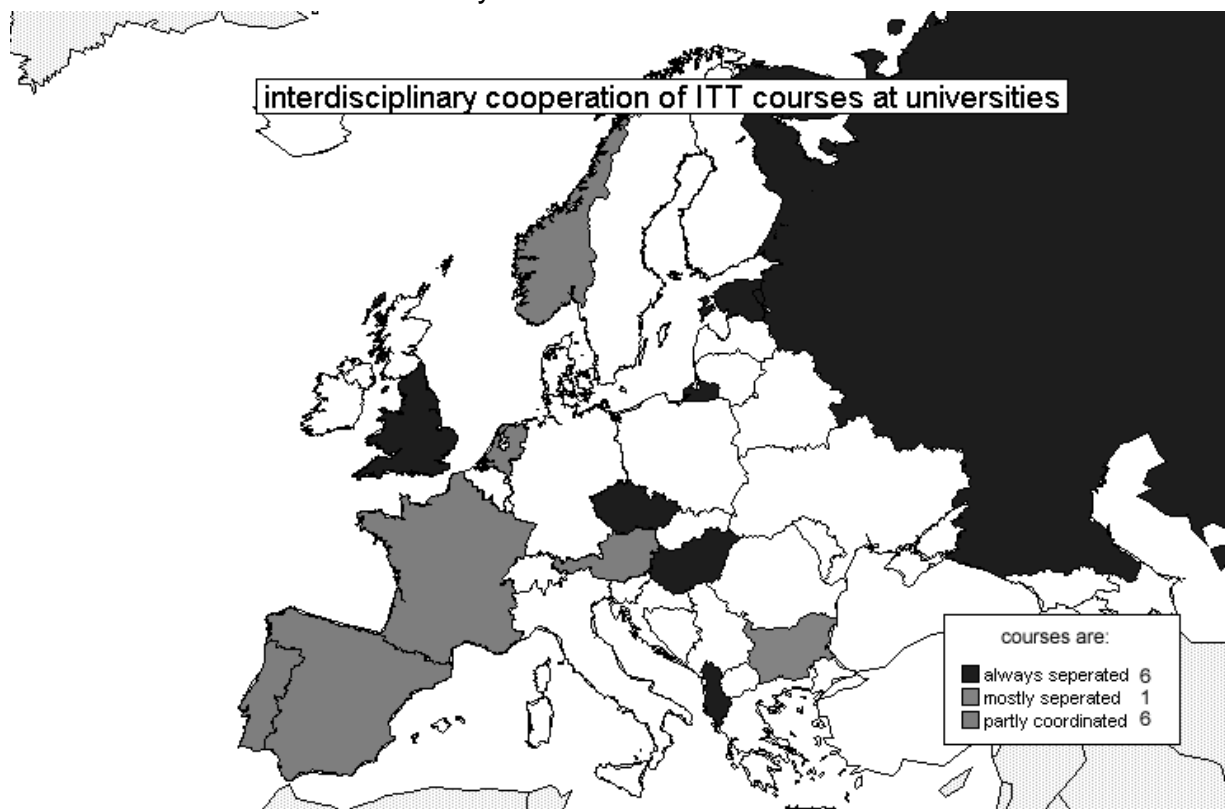 interdisciplinary cooperation of ITT courses at universities
courses are:
always seperated 6
mostly seperated 1
partly coordinated 6